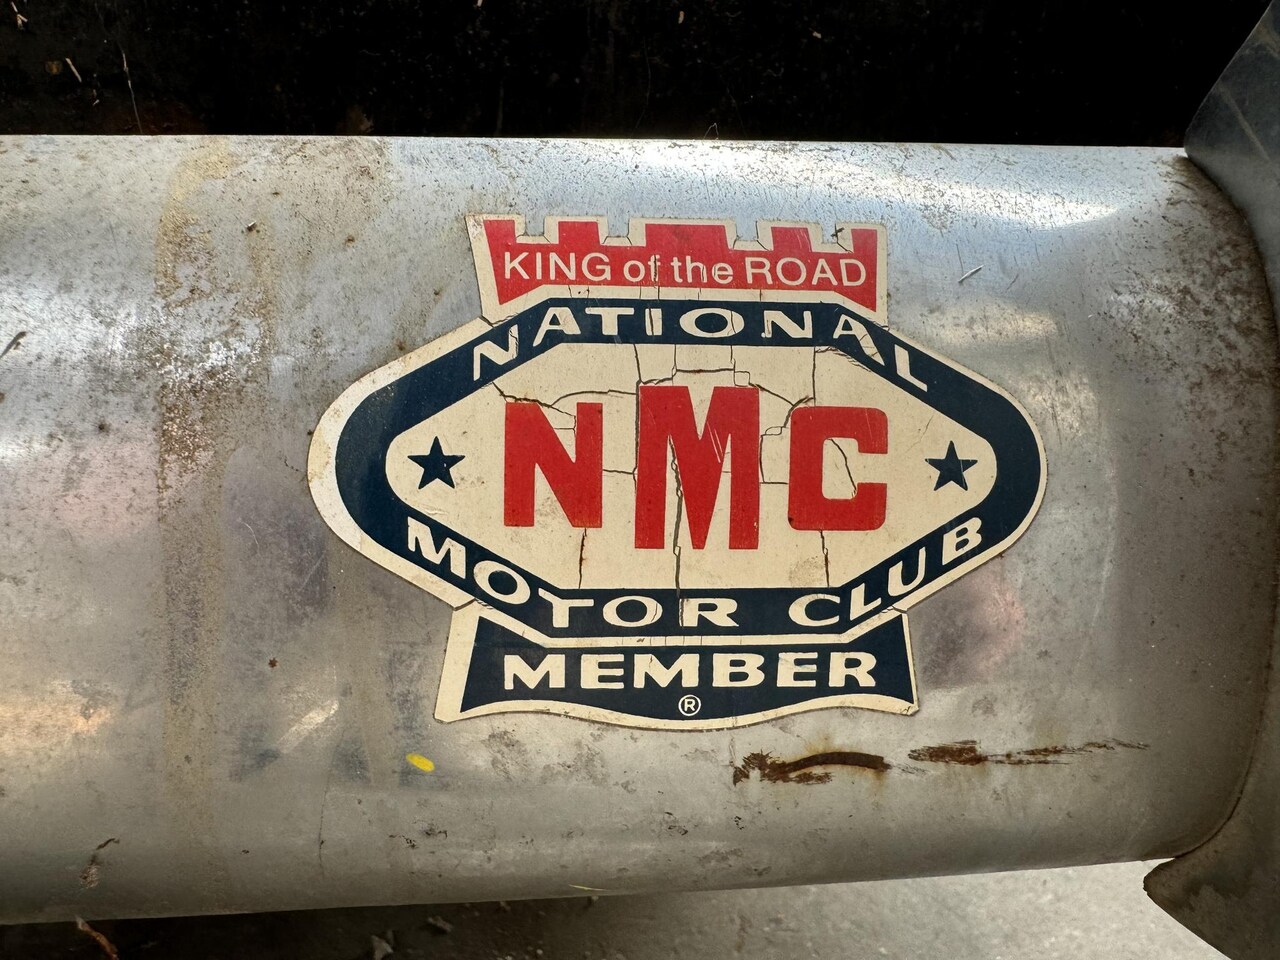 KING of the ROAD
NATIONAL
NMC
MOTOR CLUB
MEMBER
®